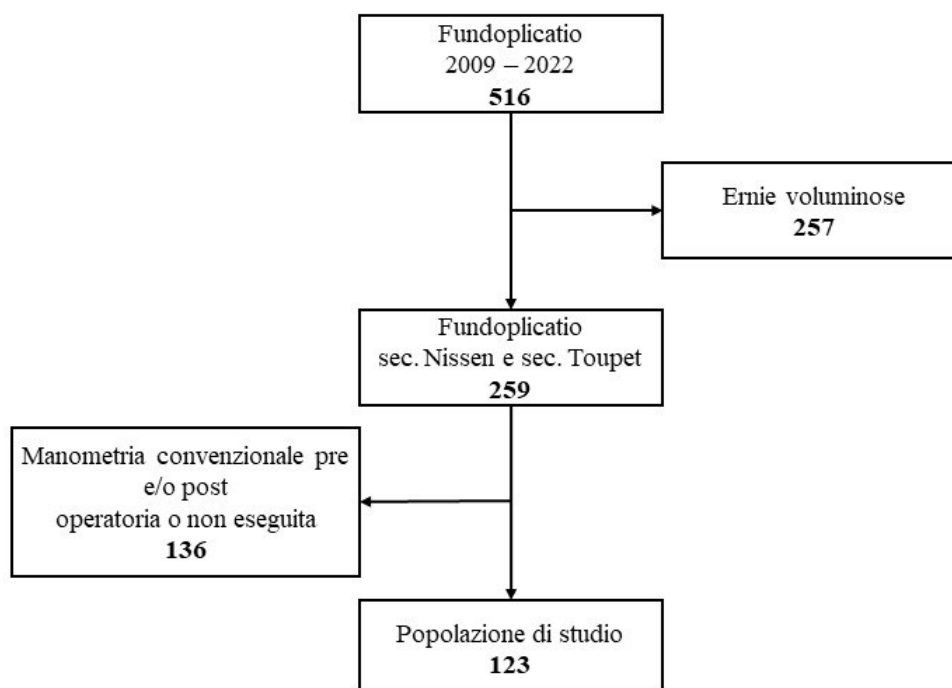 Fundoplicatio
2009 – 2022
516
Ernie voluminose
257
Fundoplicatio
sec. Nissen e sec. Toupet
259
Manometria convenzionale pre
e/o post
operatoria o non eseguita
136
Popolazione di studio
123